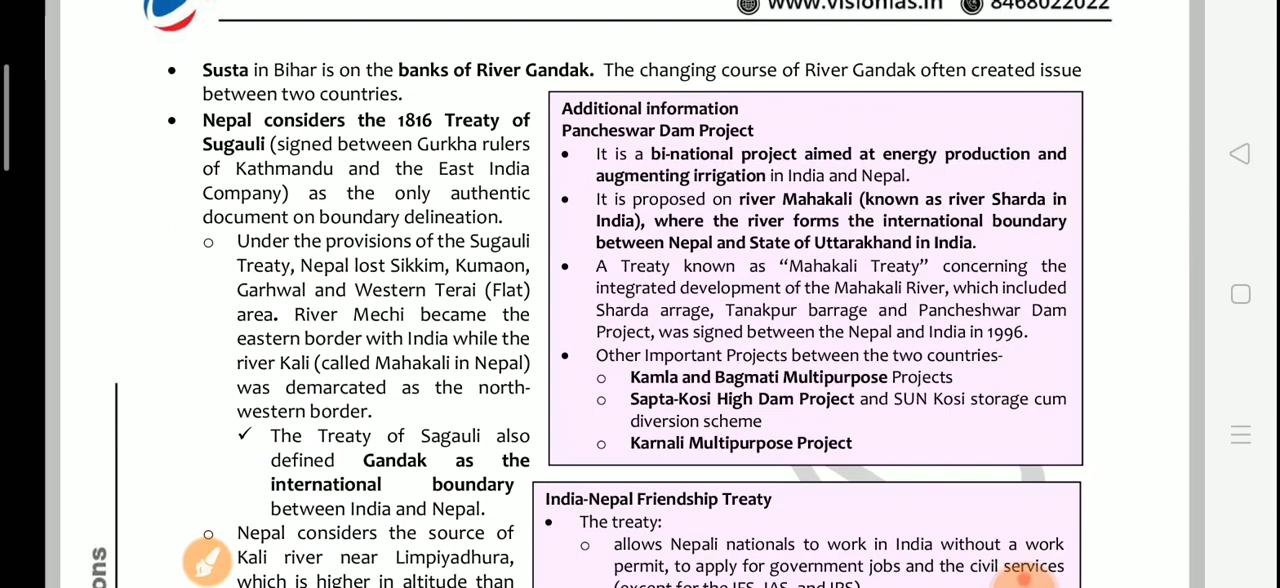 www.visionias.in 8468022022
• Susta in Bihar is on the banks of River Gandak. The changing course of River Gandak often created issue
between two countries.
• Nepal considers the 1816 Treaty of
Sugauli (signed between Gurkha rulers
of Kathmandu and the East India
Company) as the only authentic
document on boundary delineation.
o Under the provisions of the Sugauli
Treaty, Nepal lost Sikkim, Kumaon,
Garhwal and Western Terai (Flat)
area. River Mechi became the
eastern border with India while the
river Kali (called Mahakali in Nepal)
was demarcated as the north-
western border.
✓ The Treaty of Sagauli also
defined Gandak as the
international boundary
between India and Nepal.
o Nepal considers the source of
Kali river near Limpiyadhura,
which is higher in altitude than
Additional information
Pancheswar Dam Project
• It is a bi-national project aimed at energy production and
augmenting irrigation in India and Nepal.
• It is proposed on river Mahakali (known as river Sharda in
India), where the river forms the international boundary
between Nepal and State of Uttarakhand in India.
• A Treaty known as “Mahakali Treaty” concerning the
integrated development of the Mahakali River, which included
Sharda arrage, Tanakpur barrage and Pancheshwar Dam
Project, was signed between the Nepal and India in 1996.
• Other Important Projects between the two countries-
o Kamla and Bagmati Multipurpose Projects
o Sapta-Kosi High Dam Project and SUN Kosi storage cum
diversion scheme
o Karnali Multipurpose Project
India-Nepal Friendship Treaty
• The treaty:
o allows Nepali nationals to work in India without a work
permit, to apply for government jobs and the civil services
(except for the IFS, IAS, and IPS)
ons